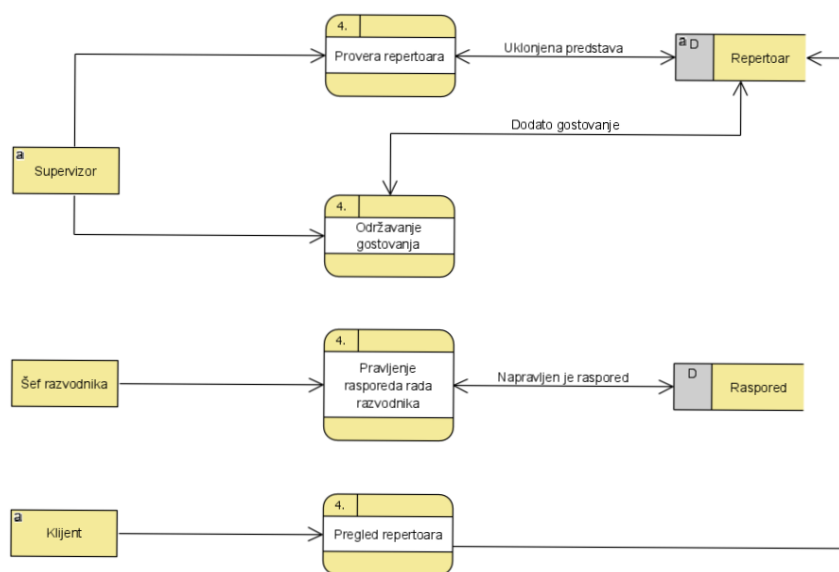 4.
Provera repertoara
Uklonjena predstava
a D
Repertoar
Dodato gostovanje
a
Supervizor
4.
Održavanje
gostovanja
4.
Pravljenje
rasporeda rada
razvodnika
Šef razvodnika
Napravljen je raspored
D
Raspored
4.
Pregled repertoara
a
Klijent